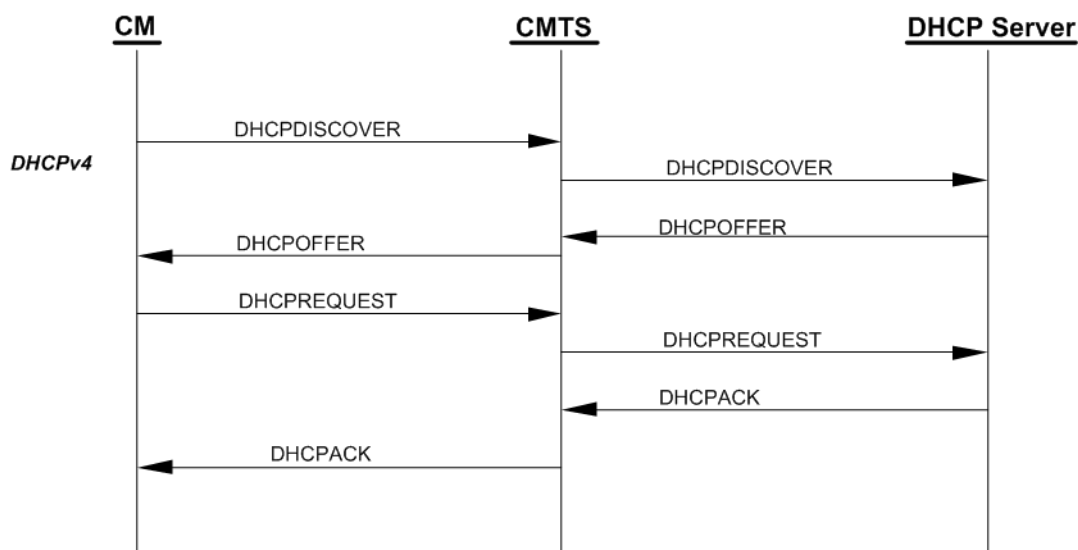 CM
CMTS
DHCP Server
DHCPDISCOVER
DHCPv4
DHCPDISCOVER
DHCPOFFER
DHCPOFFER
DHCPREQUEST
DHCPREQUEST
DHCPACK
DHCPACK